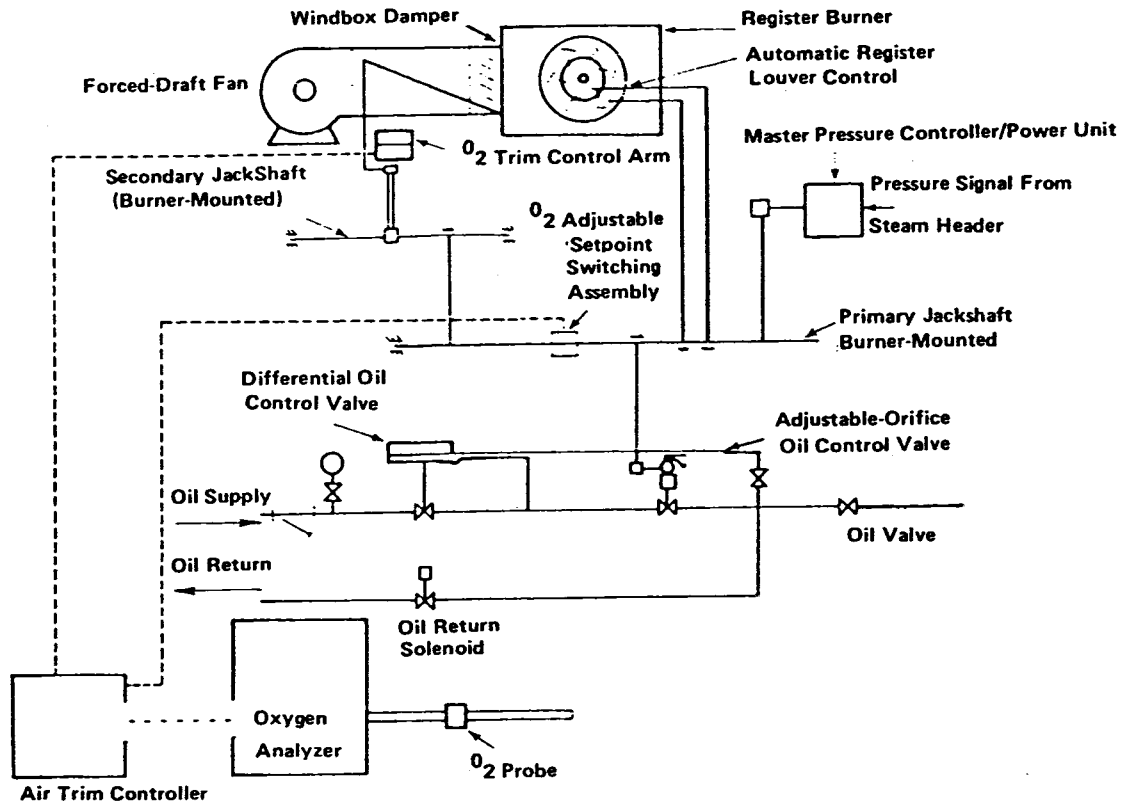 Windbox Damper
Register Burner
Automatic Register
Louver Control
Forced-Draft Fan
Master Pressure Controller/Power Unit
O2 Trim Control Arm
Secondary JackShaft
(Burner-Mounted)
Pressure Signal From
Steam Header
O2 Adjustable
Setpoint
Switching
Assembly
Primary Jackshaft
Burner-Mounted
Differential Oil
Control Valve
Adjustable-Orifice
Oil Control Valve
Oil Supply
Oil Valve
Oil Return
Oil Return
Solenoid
Oxygen
Analyzer
O2 Probe
Air Trim Controller